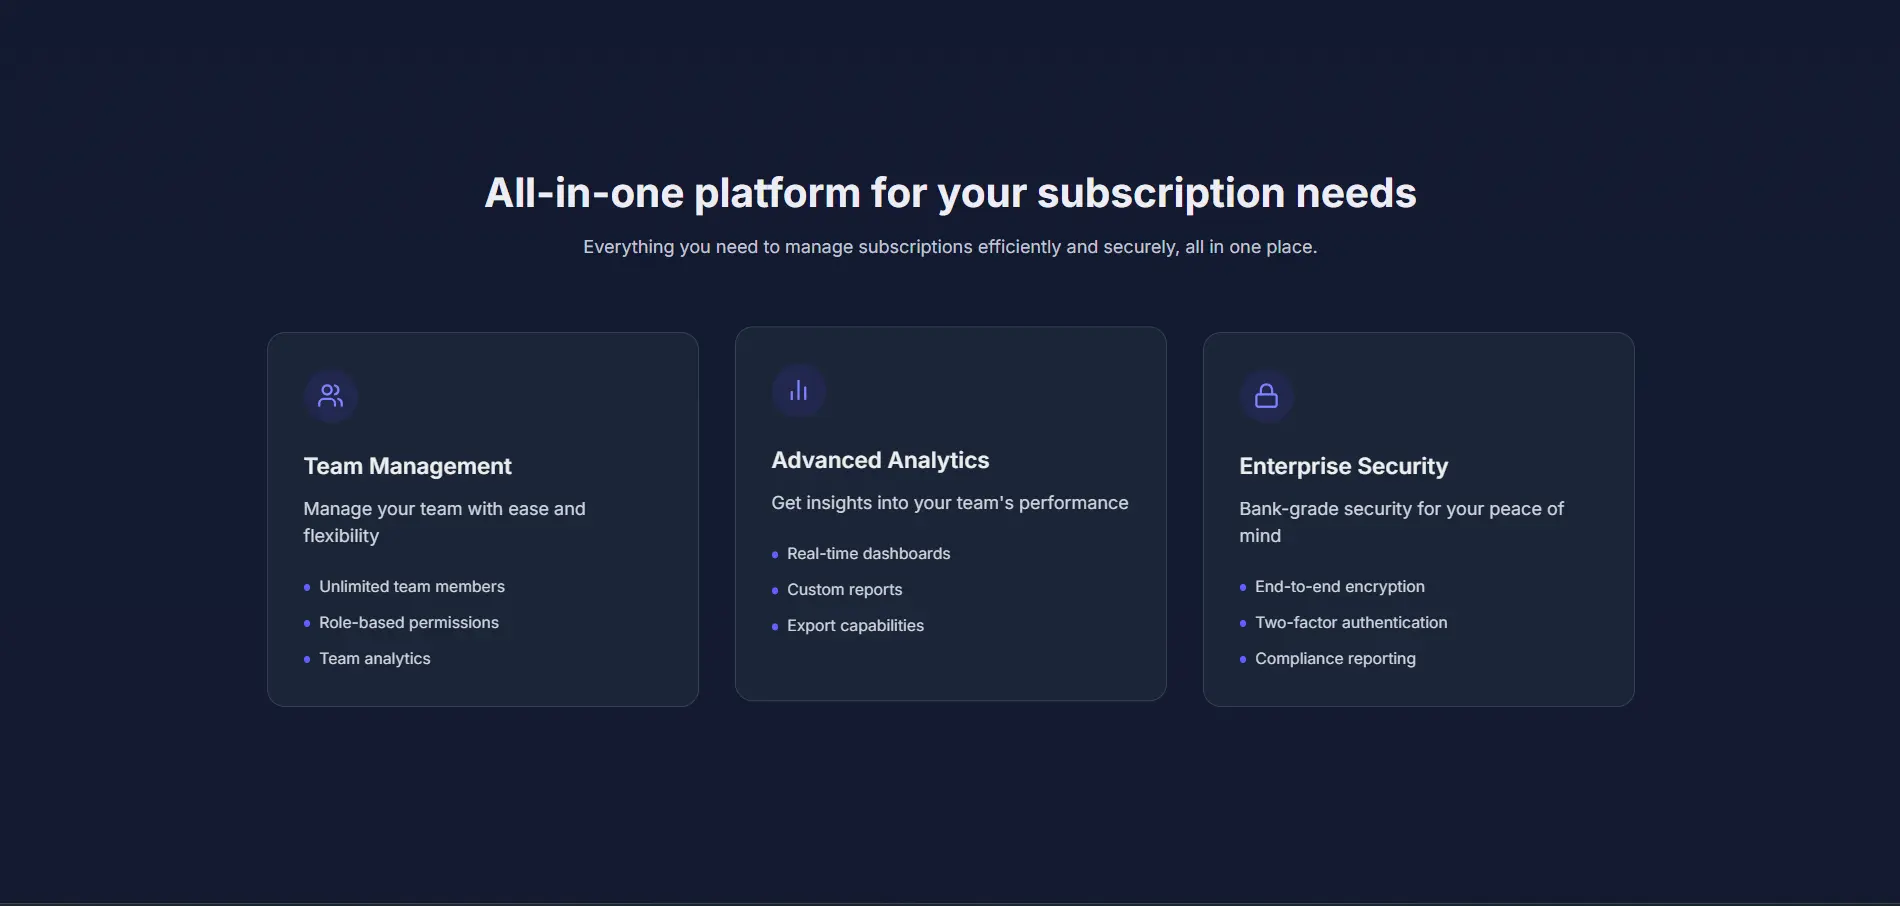 All-in-one platform for your subscription needs
Everything you need to manage subscriptions efficiently and securely, all in one place.
Team Management
Manage your team with ease and
flexibility
Unlimited team members
Role-based permissions
Team analytics
Advanced Analytics
Get insights into your team's performance
Real-time dashboards
Custom reports
Export capabilities
Enterprise Security
Bank-grade security for your peace of
mind
End-to-end encryption
Two-factor authentication
Compliance reporting